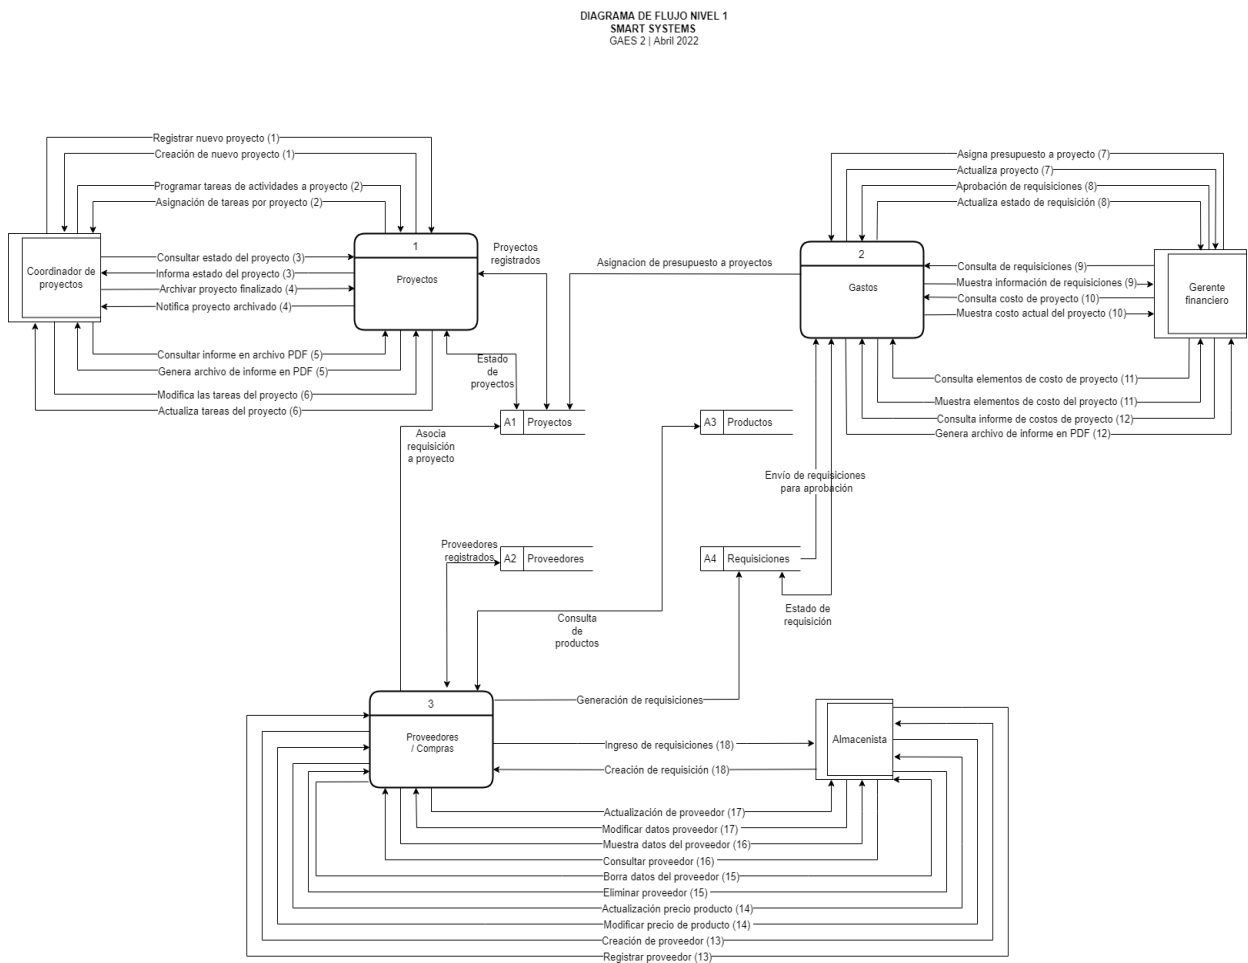 DIAGRAMA DE FLUJO NIVEL 1
SMART SYSTEMS
GAES 2 | Abril 2022
Registrar nuevo proyecto (1)
Creación de nuevo proyecto (1)
Programar tareas de actividades a proyecto (2)
Asignación de tareas por proyecto (2)
Coordinador de
proyectos
Consultar estado del proyecto (3)
Informa estado del proyecto (3)
Archivar proyecto finalizado (4)
Notifica proyecto archivado (4)
1
Proyectos
Consultar informe en archivo PDF (5)
Genera archivo de informe en PDF (5)
Modifica las tareas del proyecto (6)
Actualiza tareas del proyecto (6)
Proyectos
registrados
Estado
de
proyectos
Asignacion de presupuesto a proyectos
Asigna presupuesto a proyecto (7)
Actualiza proyecto (7)
Aprobación de requisiciones (8)
Actualiza estado de requisición (8)
2
Gastos
Consulta de requisiciones (9)
Muestra información de requisiciones (9)
Consulta costo de proyecto (10)
Muestra costo actual del proyecto (10)
Gerente
financiero
Consulta elementos de costo de proyecto (11)
Muestra elementos de costo del proyecto (11)
Consulta informe de costos de proyecto (12)
Genera archivo de informe en PDF (12)
A1
Proyectos
A3
Productos
Asocia
requisición
a proyecto
Envío de requisiciones
para aprobación
Proveedores
registrados
A2
Proveedores
A4
Requisiciones
Consulta
de
productos
Estado de
requisición
3
Proveedores
/ Compras
Generación de requisiciones
Ingreso de requisiciones (18)
Creación de requisición (18)
Almacenista
Actualización de proveedor (17)
Modificar datos proveedor (17)
Muestra datos del proveedor (16)
Consultar proveedor (16)
Borra datos del proveedor (15)
Eliminar proveedor (15)
Actualización precio producto (14)
Modificar precio de producto (14)
Creación de proveedor (13)
Registrar proveedor (13)